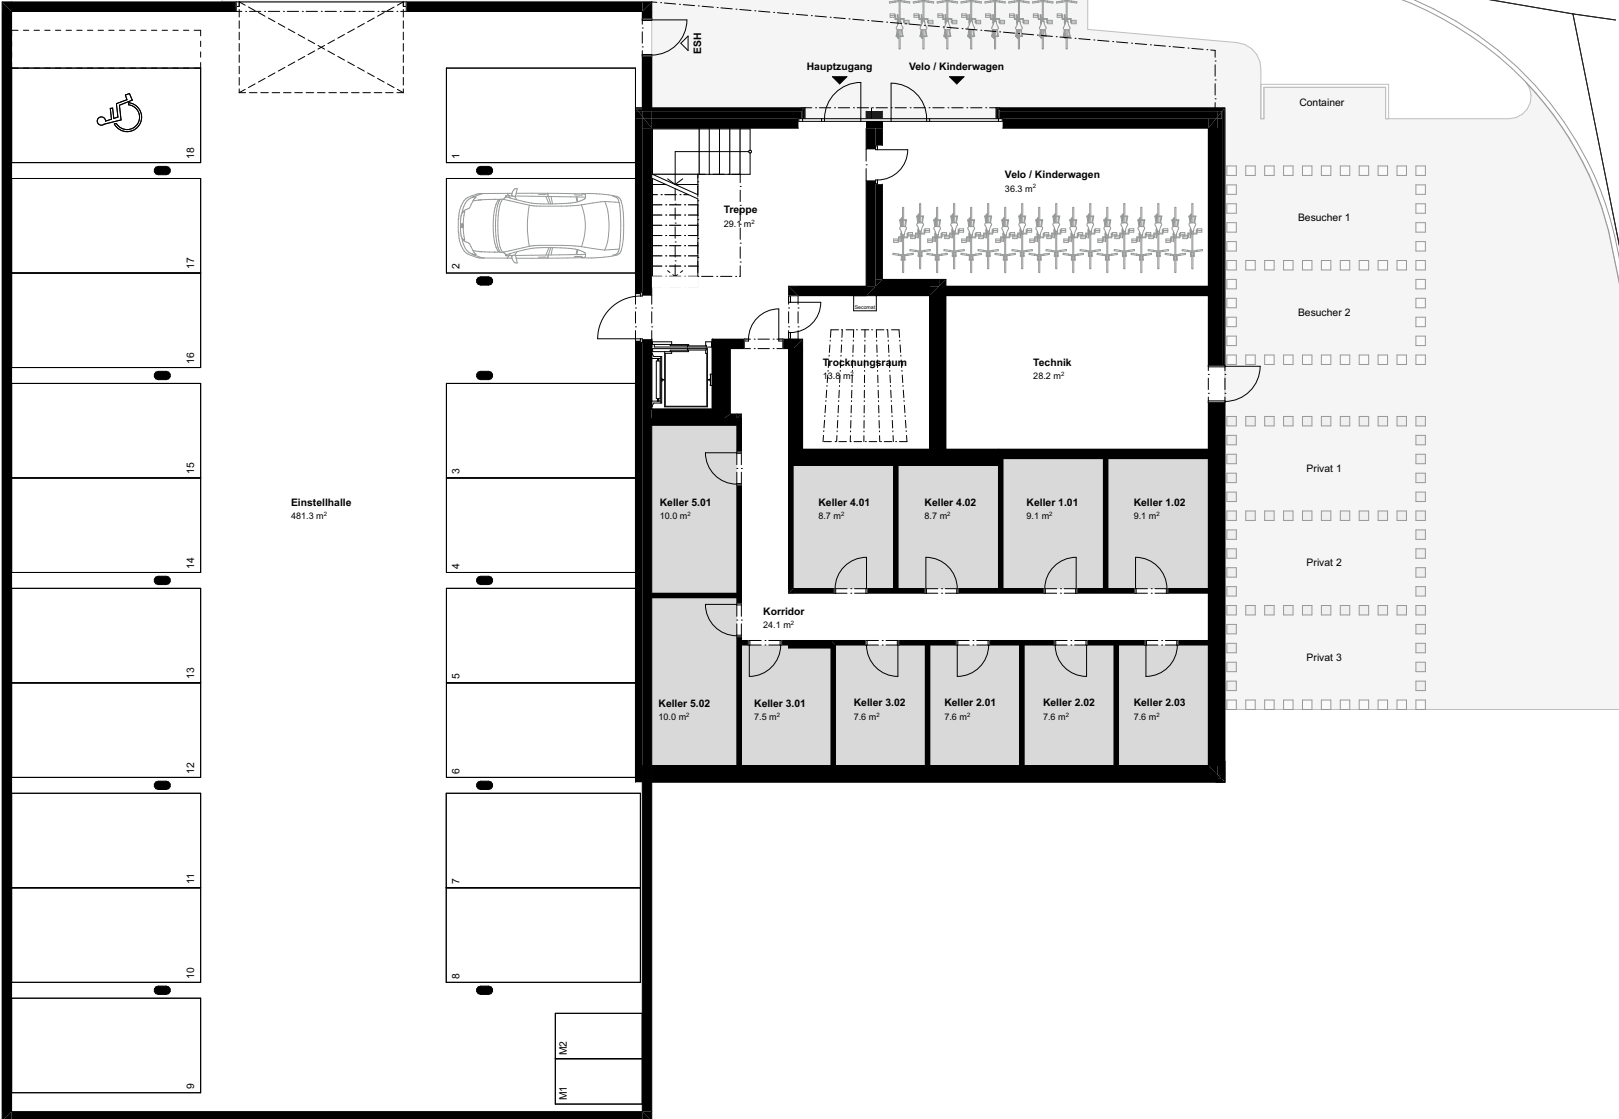 ESH
Hauptzugang
Velo / Kinderwagen
Container
18
1
Velo / Kinderwagen
36.3 m²
Treppe
29.1 m²
Besucher 1
17
2
Besucher 2
Secomat
16
Trocknungsraum
13.8 m²
Technik
28.2 m²
15
3
Privat 1
Einstellhalle
481.3 m²
Keller 5.01
10.0 m²
Keller 4.01
8.7 m²
Keller 4.02
8.7 m²
Keller 1.01
9.1 m²
Keller 1.02
9.1 m²
14
4
Privat 2
Korridor
24.1 m²
13
5
Privat 3
Keller 5.02
10.0 m²
Keller 3.01
7.5 m²
Keller 3.02
7.6 m²
Keller 2.01
7.6 m²
Keller 2.02
7.6 m²
Keller 2.03
7.6 m²
12
6
11
7
10
8
M2
9
M1